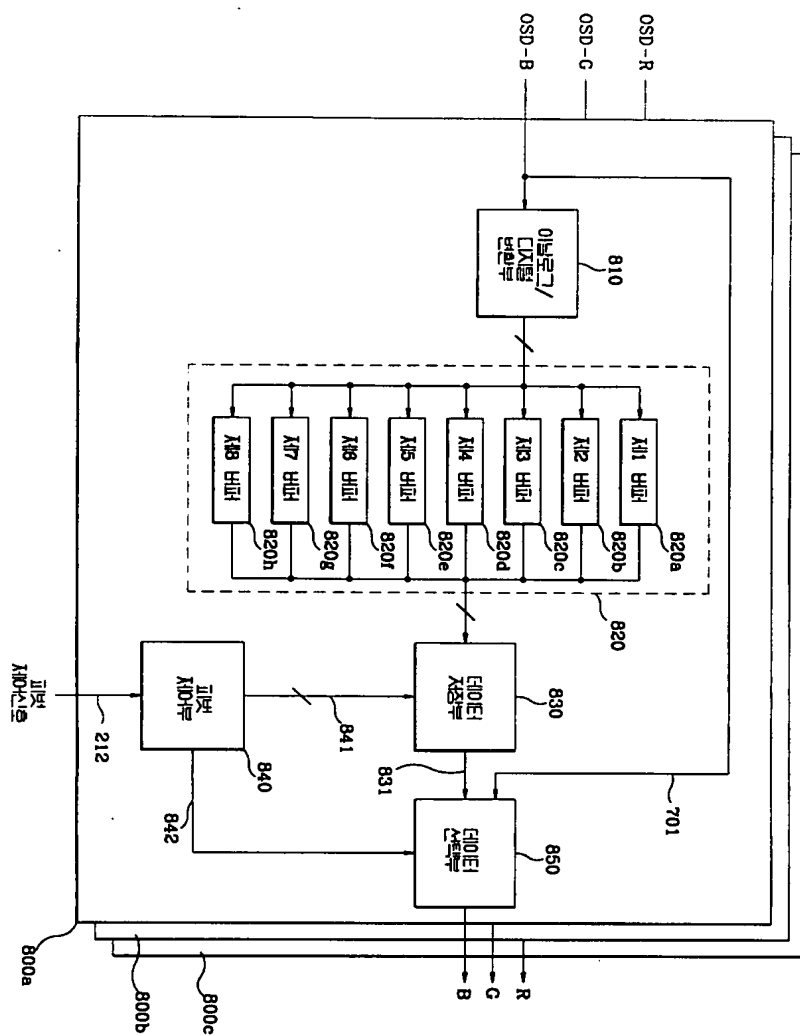 OSD-R
OSD-G
OSD-B
아날로그/
디지털
변환부
810
제1 버퍼
820a
제2 버퍼
820b
제3 버퍼
820c
제4 버퍼
820d
제5 버퍼
820e
제6 버퍼
820f
제7 버퍼
820g
제8 버퍼
820h
820
데이터
저장부
830
831
피벗
제어부
840
841
842
피벗
제어신호
212
데이터
선택부
850
701
R
G
B
800a
800b
800c